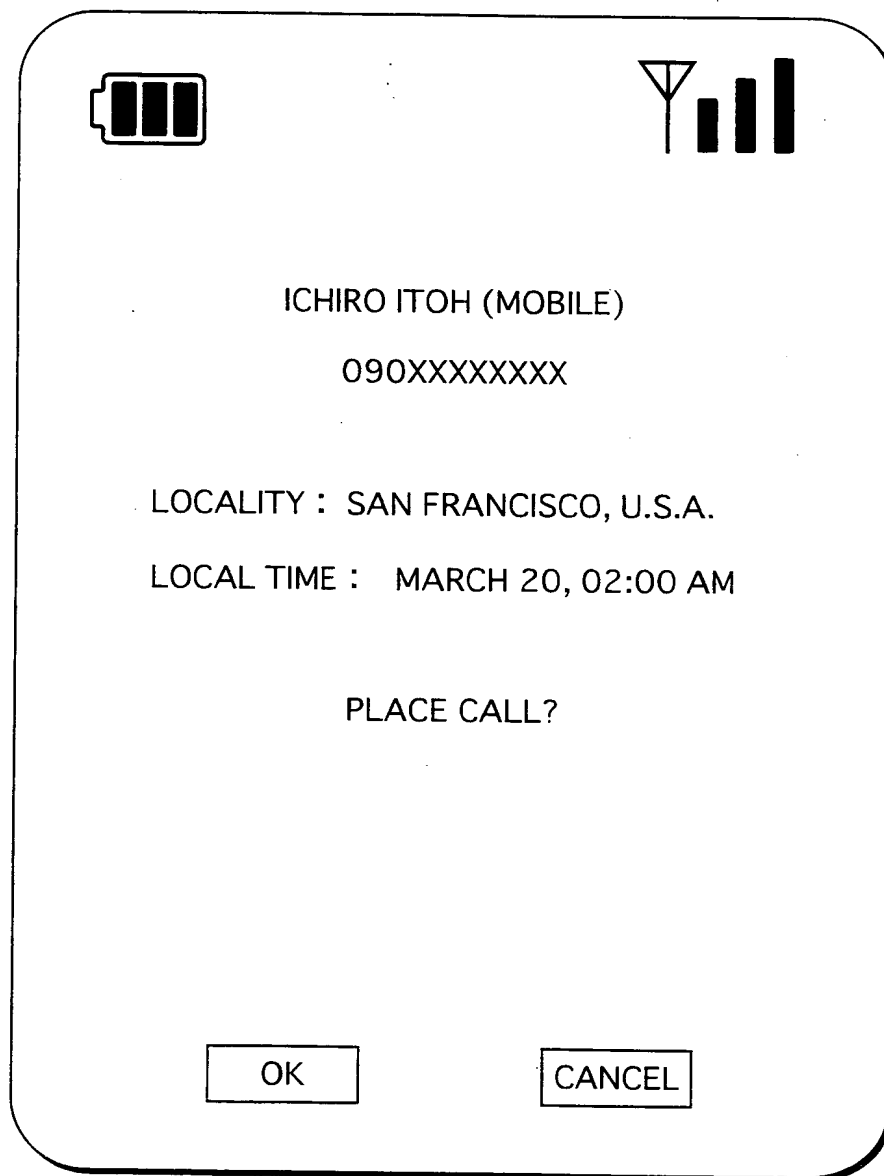 ICHIRO ITOH (MOBILE)
090XXXXXXXX
LOCALITY : SAN FRANCISCO, U.S.A.
LOCAL TIME : MARCH 20, 02:00 AM
PLACE CALL?
OK CANCEL